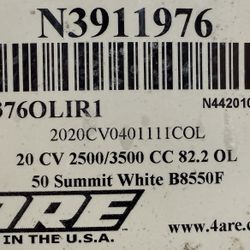 N3911976
376OLIR1
N442010
2020CV0401111COL
20 CV 2500/3500 CC 82.2 OL
50 Summit White B8550F
ARE
IN THE U.S.A.
www.4are.